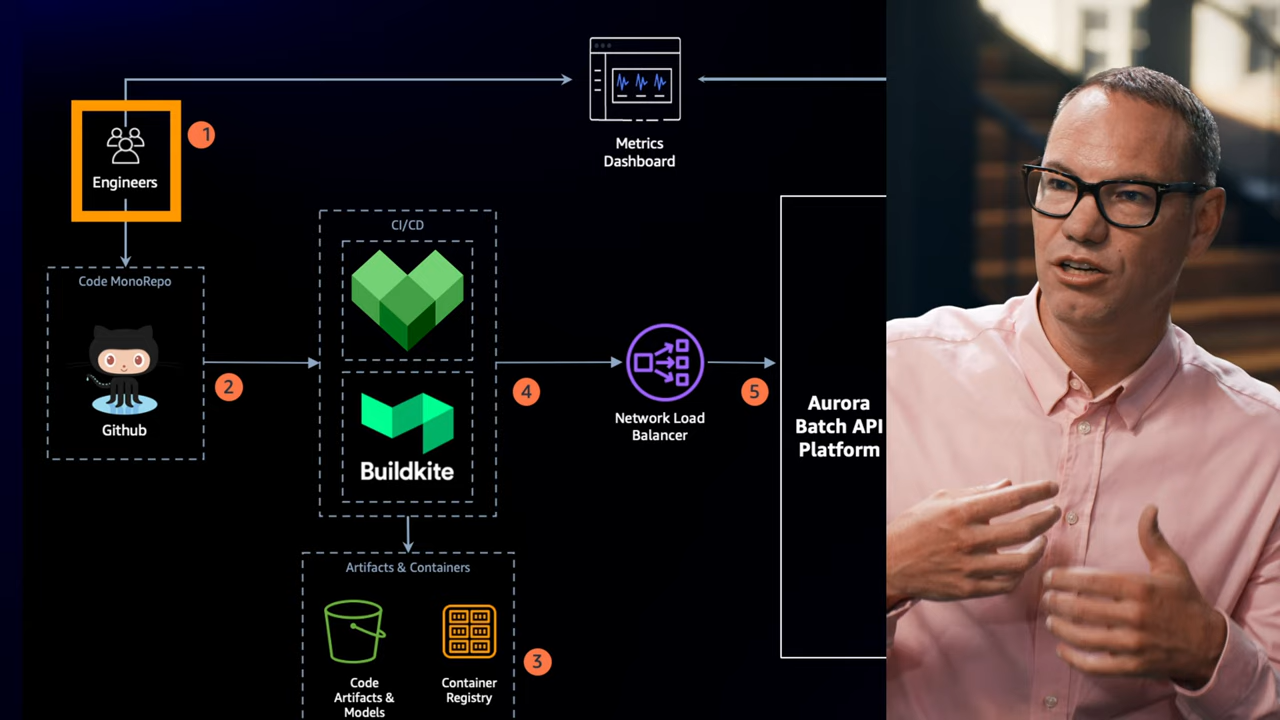 Metrics
Dashboard
1
Engineers
CI/CD
Code MonoRepo
Github
2
Buildkite
4
Network Load
Balancer
5
Aurora
Batch API
Platform
Artifacts & Containers
3
Code
Artifacts &
Models
Container
Registry